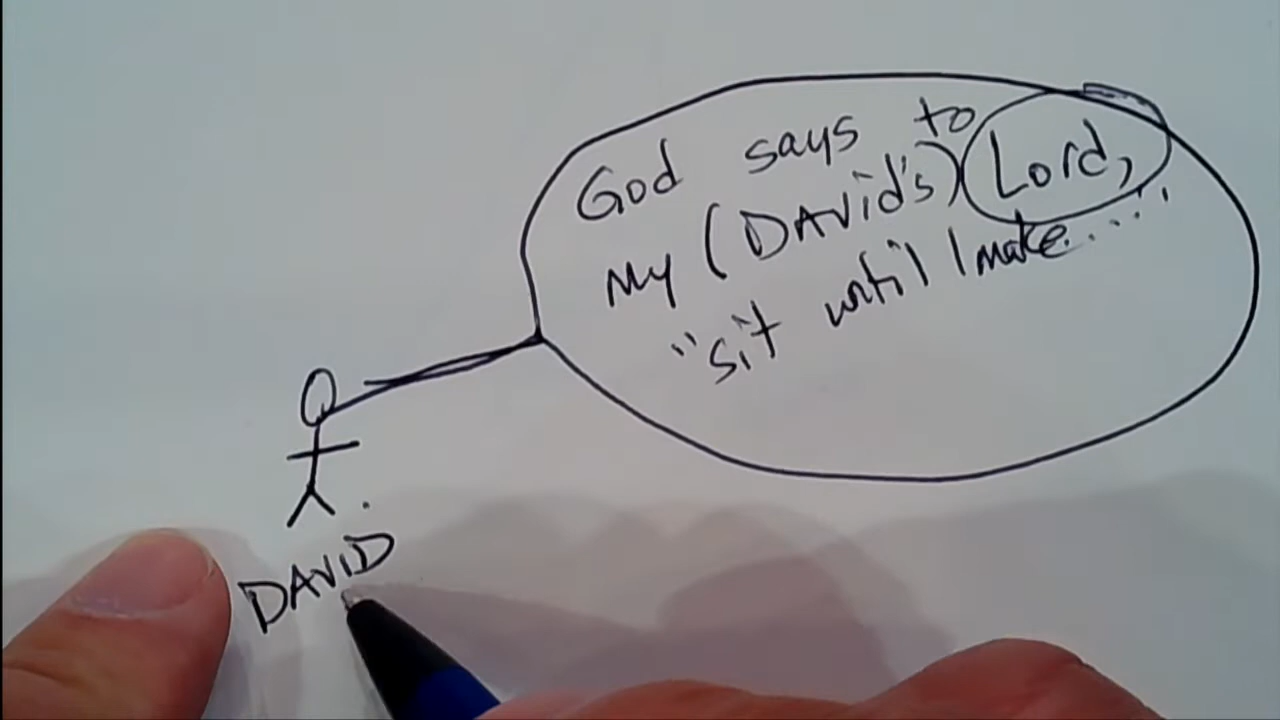 God says to
my (DAVid's) Lord,
"sit until I make.....
DAViD